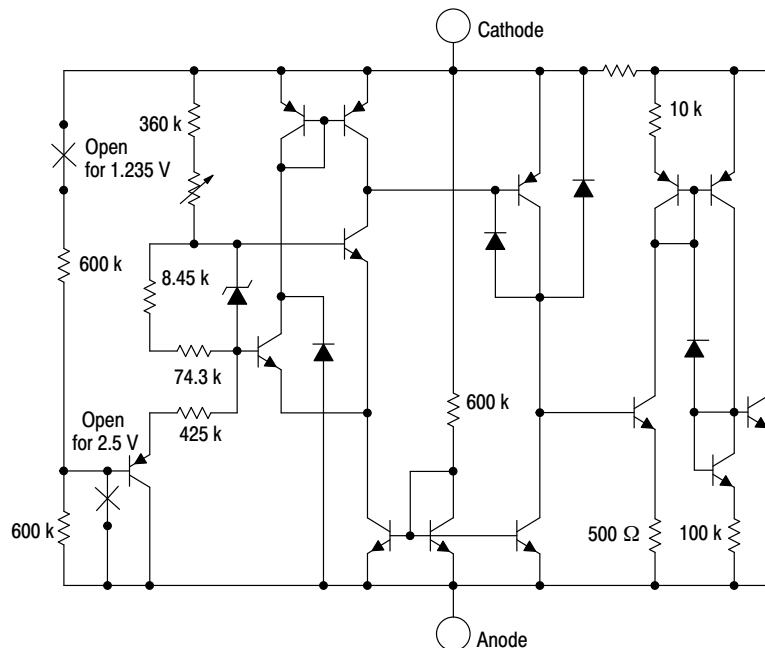 Cathode
360 k
10 k
Open
for 1.235 V
600 k
8.45 k
74.3 k
600 k
425 k
Open
for 2.5 V
600 k
500 Ω
100 k
Anode